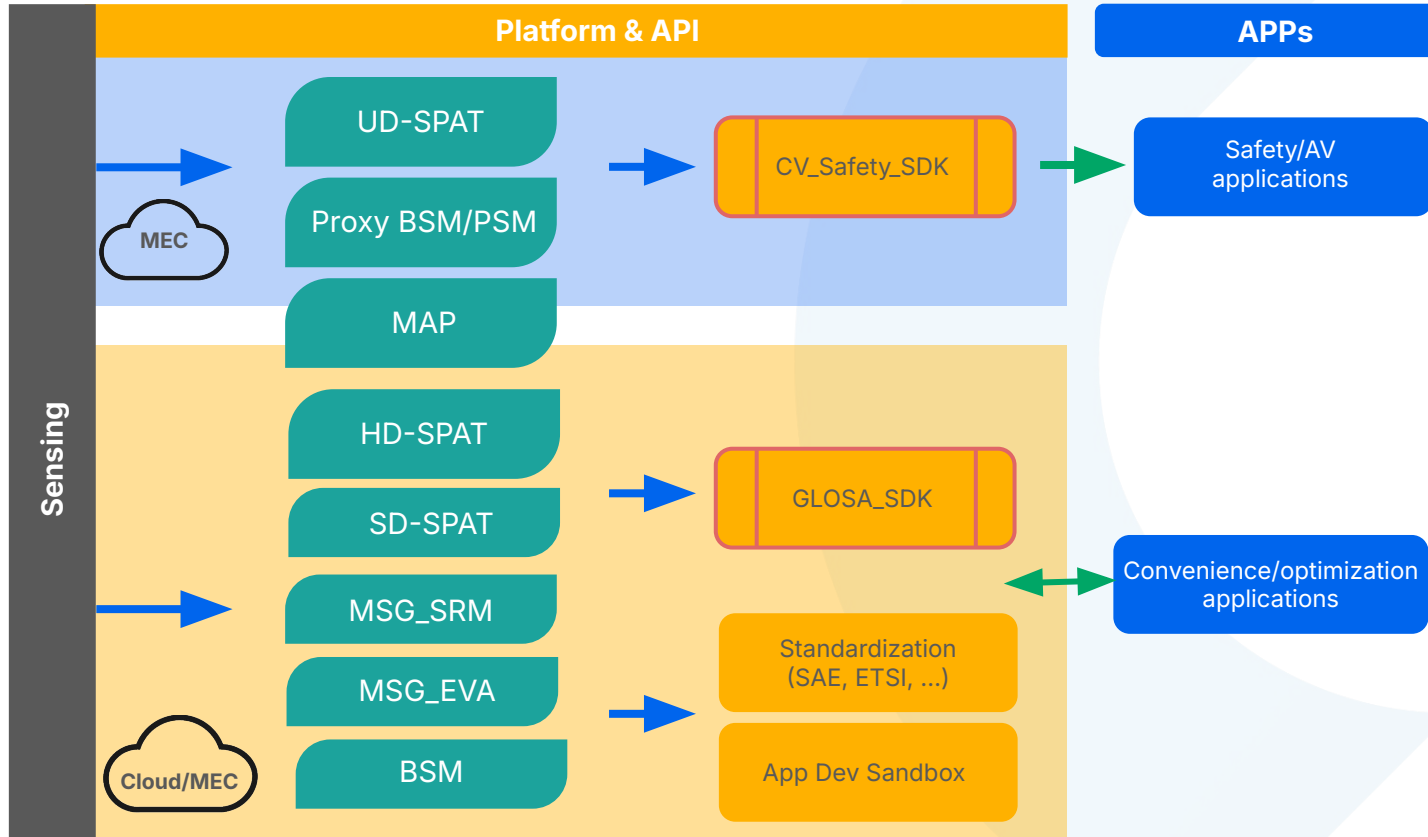 Platform & API
APPs
Sensing
UD-SPAT
Proxy BSM/PSM
MAP
MEC
CV_Safety_SDK
Safety/AV
applications
HD-SPAT
SD-SPAT
MSG_SRM
MSG_EVA
BSM
Cloud/MEC
GLOSA_SDK
Standardization
(SAE, ETSI, ...)
App Dev Sandbox
Convenience/optimization
applications